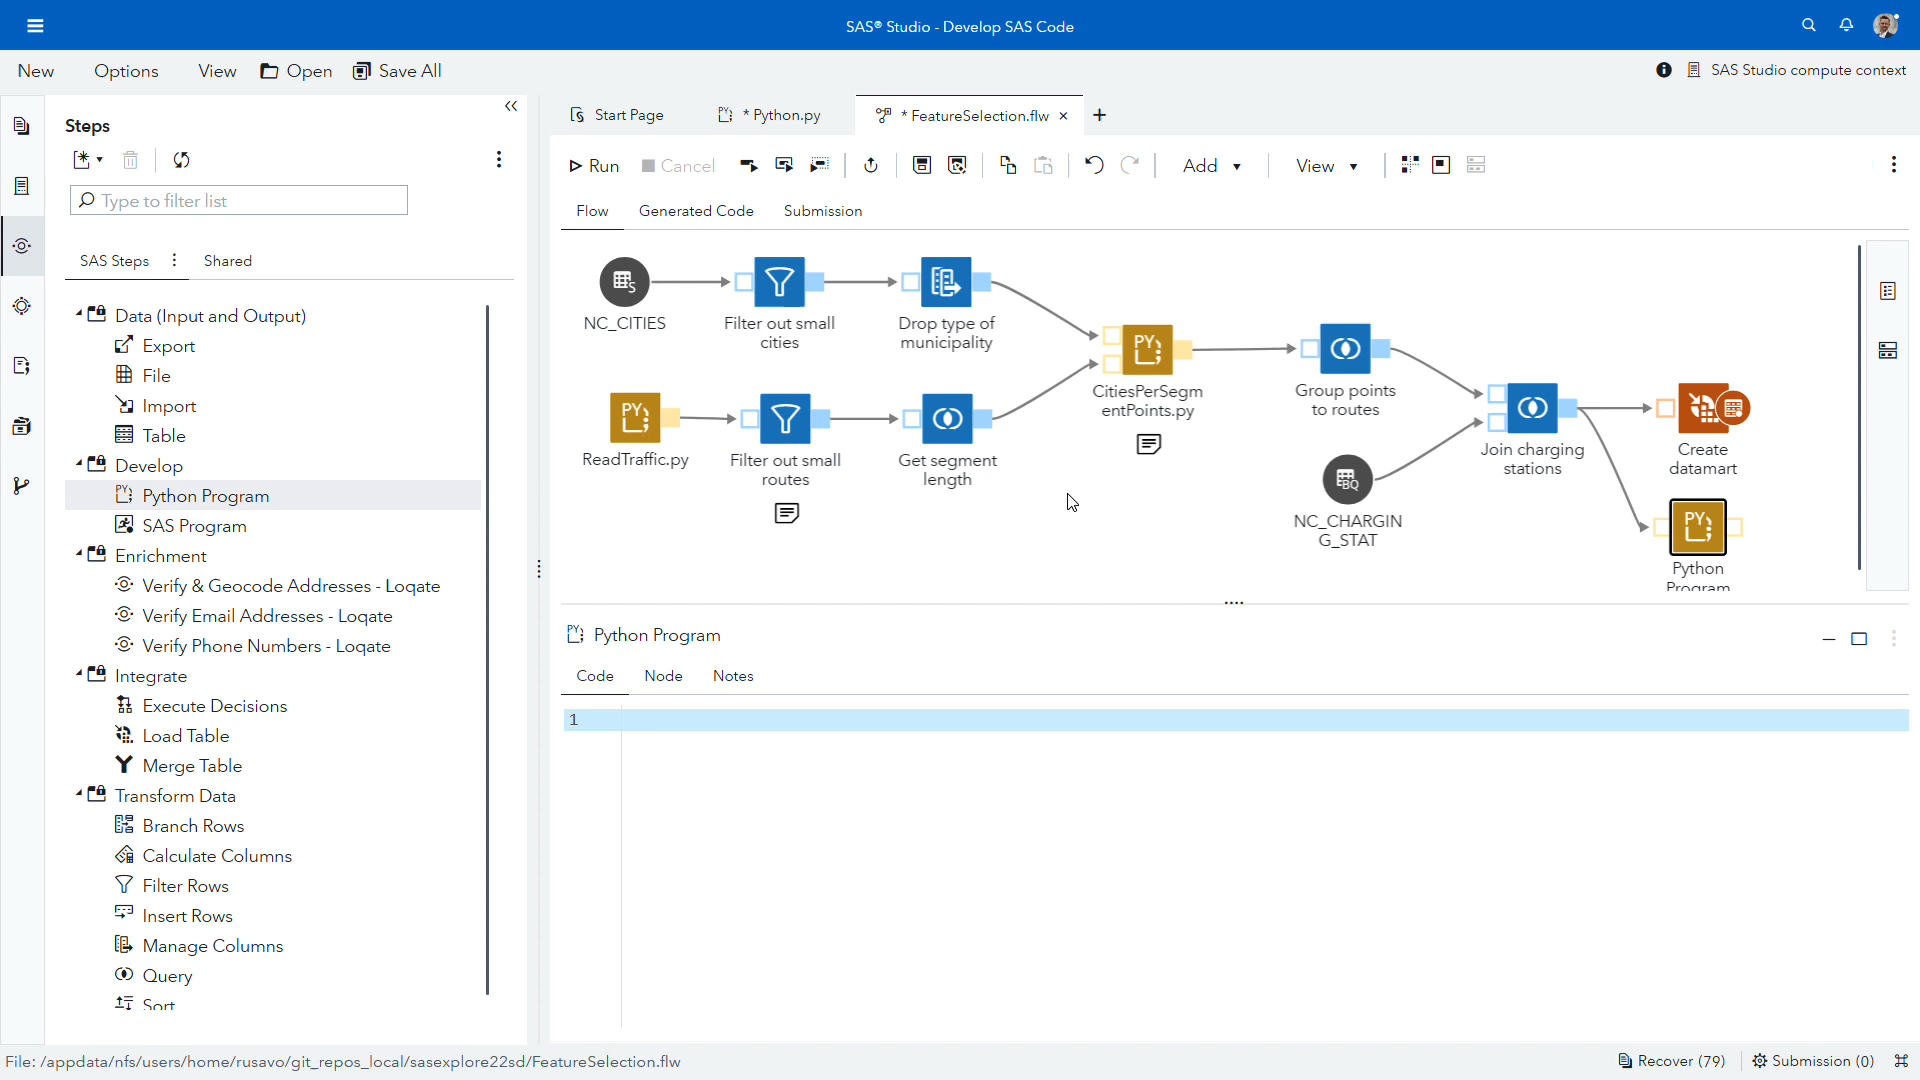 SAS® Studio - Develop SAS Code
New Options View Open Save All
SAS Studio compute context
Steps
Type to filter list
SAS Steps Shared
Data (Input and Output)
Export
File
Import
Table
Develop
Python Program
SAS Program
Enrichment
Verify & Geocode Addresses - Loqate
Verify Email Addresses - Loqate
Verify Phone Numbers - Loqate
Integrate
Execute Decisions
Load Table
Merge Table
Transform Data
Branch Rows
Calculate Columns
Filter Rows
Insert Rows
Manage Columns
Query
Sort
Start Page * Python.py * FeatureSelection.flw
Run Cancel Add View
Flow Generated Code Submission
S
NC_CITIES
Filter out small
cities
Drop type of
municipality
PY
ReadTraffic.py
Filter out small
routes
Get segment
length
PY
CitiesPerSegm
entPoints.py
Group points
to routes
BQ
NC_CHARGIN
G_STAT
Join charging
stations
Create
datamart
PY
Python
Program
PY Python Program
Code Node Notes
1
File: /appdata/nfs/users/home/rusavo/git_repos_local/sasexplore22sd/FeatureSelection.flw
Recover (79) Submission (0)